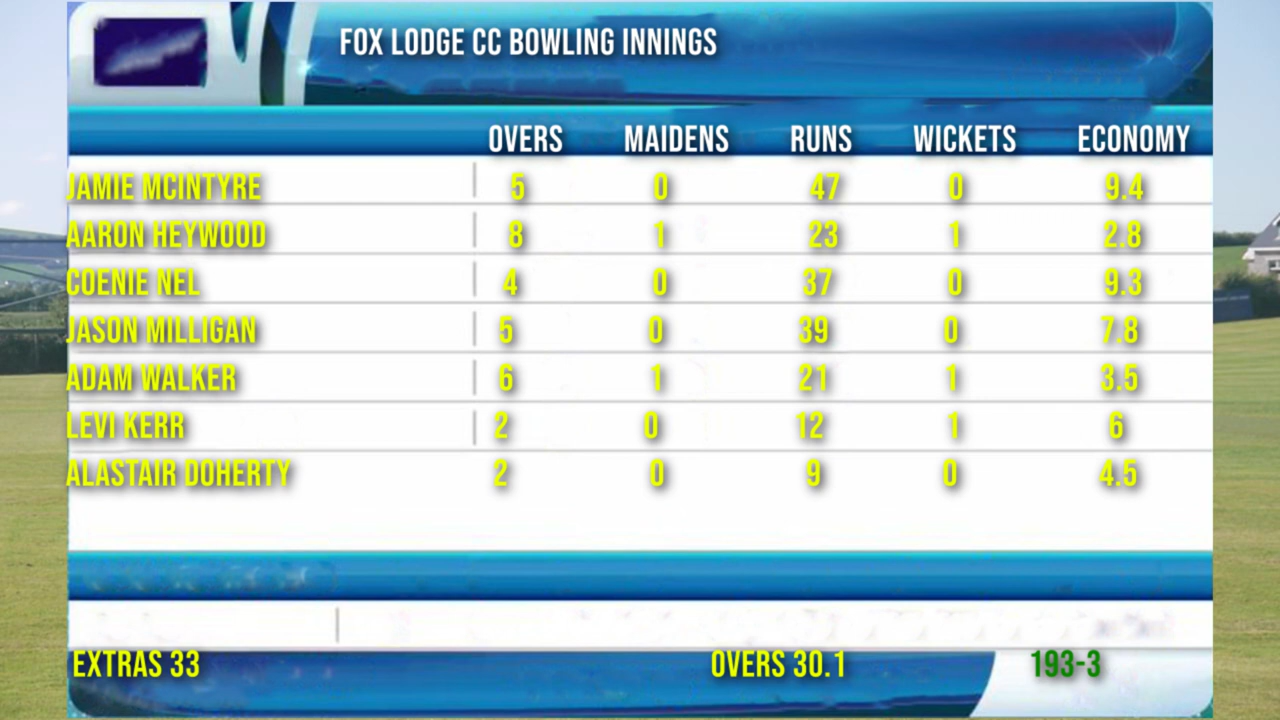 FOX LODGE CC BOWLING INNINGS
OVERS MAIDENS RUNS WICKETS ECONOMY
JAMIE MCINTYRE 5 0 47 0 9.4
AARON HEYWOOD 8 1 23 1 2.8
COENIE NEL 4 0 37 0 9.3
JASON MILLIGAN 5 0 39 0 7.8
ADAM WALKER 6 1 21 1 3.5
LEVI KERR 2 0 12 1 6
ALASTAIR DOHERTY 2 0 9 0 4.5
EXTRAS 33 OVERS 30.1 193-3